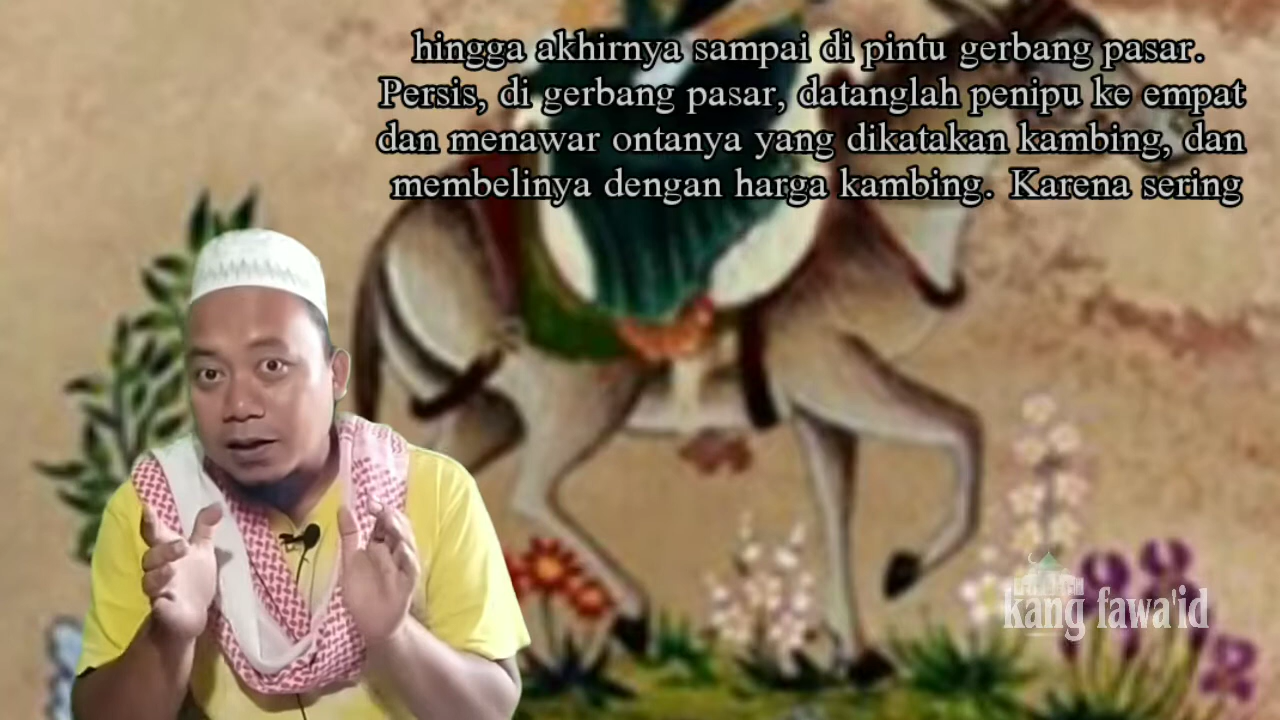 hingga akhirnya sampai di pintu gerbang pasar.
Persis, di gerbang pasar, datanglah penipu ke empat
dan menawar ontanya yang dikatakan kambing, dan
membelinya dengan harga kambing. Karena sering
kang fawa'id